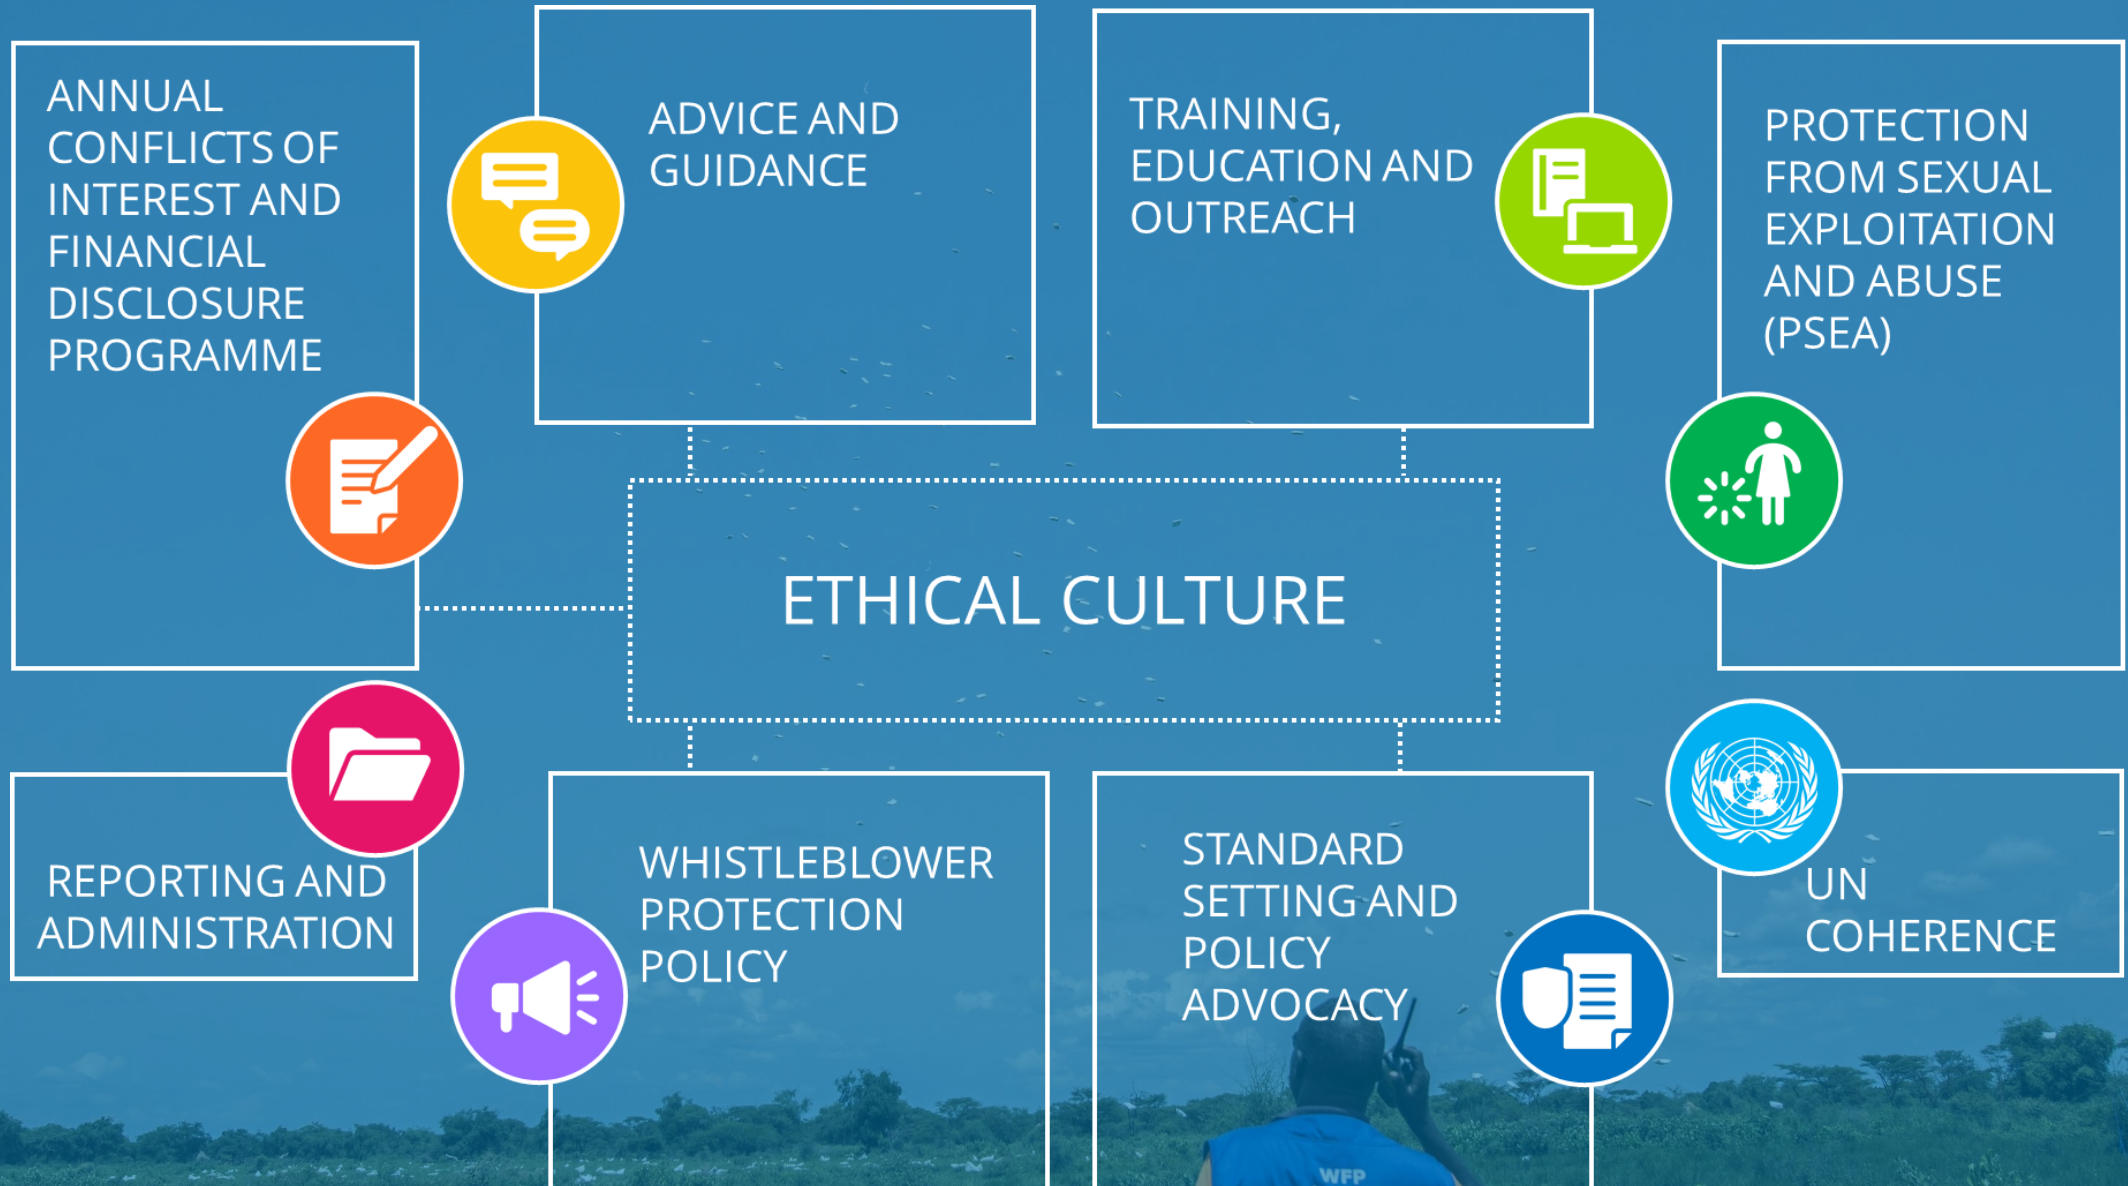 ANNUAL
CONFLICTS OF
INTEREST AND
FINANCIAL
DISCLOSURE
PROGRAMME
ADVICE AND
GUIDANCE
TRAINING,
EDUCATION AND
OUTREACH
PROTECTION
FROM SEXUAL
EXPLOITATION
AND ABUSE
(PSEA)
ETHICAL CULTURE
REPORTING AND
ADMINISTRATION
WHISTLEBLOWER
PROTECTION
POLICY
STANDARD
SETTING AND
POLICY
ADVOCACY
UN
COHERENCE
WFP